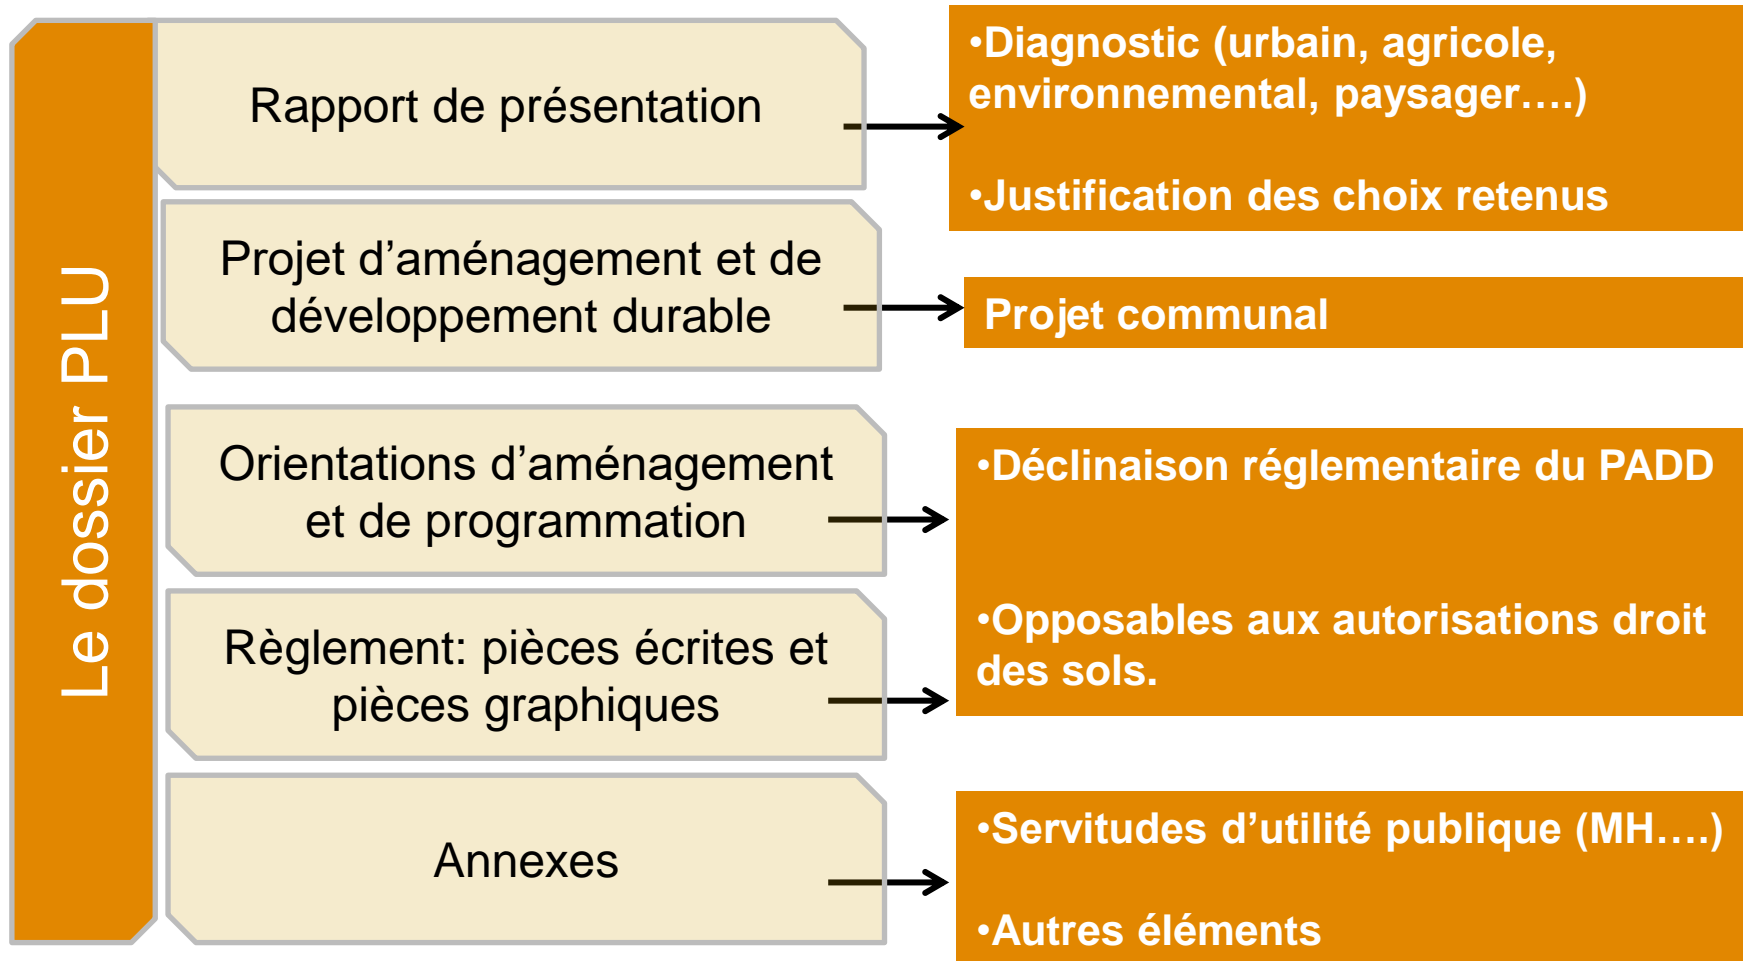 Le dossier PLU
Rapport de présentation
•Diagnostic (urbain, agricole,
environnemental, paysager….)
•Justification des choix retenus
Projet d’aménagement et de
développement durable
Projet communal
Orientations d’aménagement
et de programmation
•Déclinaison réglementaire du PADD
•Opposables aux autorisations droit
des sols.
Règlement: pièces écrites et
pièces graphiques
Annexes
•Servitudes d’utilité publique (MH….)
•Autres éléments